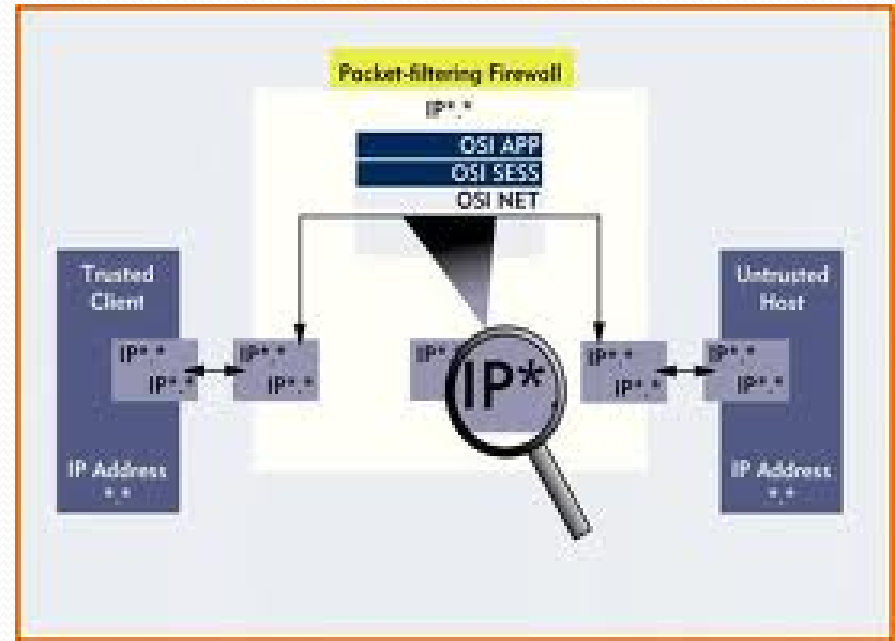 Packet-filtering Firewall
IP*.*
OSI APP
OSI SESS
OSI NET
Trusted
Client
Untrusted
Host
IP*.*
IP*.*
IP*.*
IP*.*
IP*.*
IP*
IP*.*
IP*.*
IP*.*
IP*.*
IP Address
*.*
IP Address
*.*